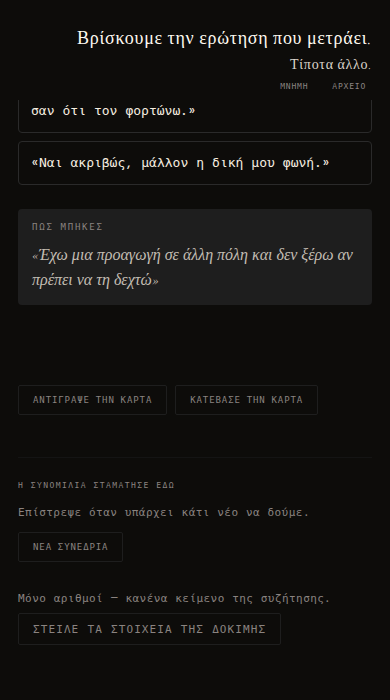 Βρίσκουμε την ερώτηση που μετράει.
Τίποτα άλλο.
ΜΝΗΜΗ ΑΡΧΕΙΟ
σαν ότι τον φορτώνω.»
«Ναι ακριβώς, μάλλον η δική μου φωνή.»
ΠΩΣ ΜΠΗΚΕΣ
«Έχω μια προαγωγή σε άλλη πόλη και δεν ξέρω αν
πρέπει να τη δεχτώ»
ΑΝΤΙΓΡΑΨΕ ΤΗΝ ΚΑΡΤΑ ΚΑΤΕΒΑΣΕ ΤΗΝ ΚΑΡΤΑ
Η ΣΥΝΟΜΙΛΙΑ ΣΤΑΜΑΤΗΣΕ ΕΔΩ
Επίστρεψε όταν υπάρχει κάτι νέο να δούμε.
ΝΕΑ ΣΥΝΕΔΡΙΑ
Μόνο αριθμοί — κανένα κείμενο της συζήτησης.
ΣΤΕΙΛΕ ΤΑ ΣΤΟΙΧΕΙΑ ΤΗΣ ΔΟΚΙΜΗΣ